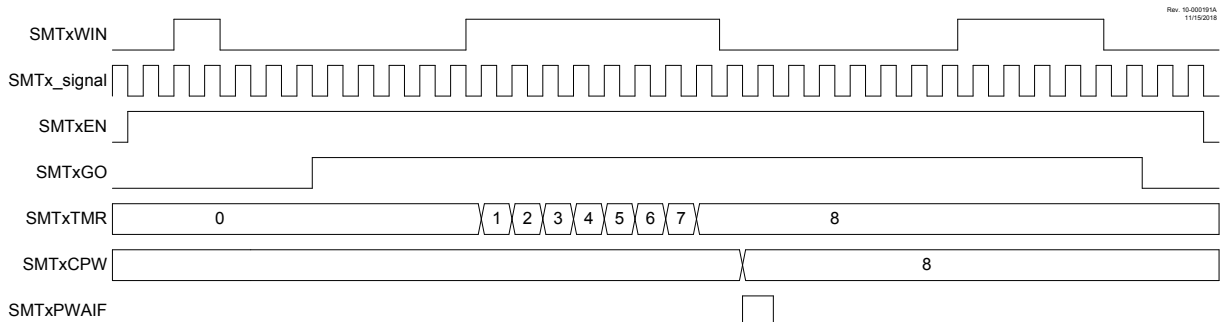 Rev. 10-000191A
11/15/2018
SMTxWIN
SMTx_signal
SMTxEN
SMTxGO
SMTxTMR 0 1 2 3 4 5 6 7 8
SMTxCPW 8
SMTxPWAIF